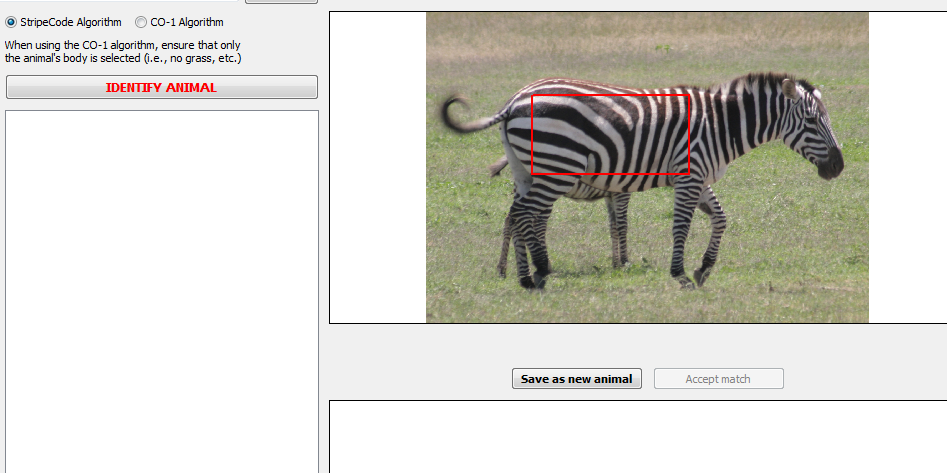 StripeCode Algorithm CO-1 Algorithm
When using the CO-1 algorithm, ensure that only
the animal's body is selected (i.e., no grass, etc.)
IDENTIFY ANIMAL
Save as new animal Accept match